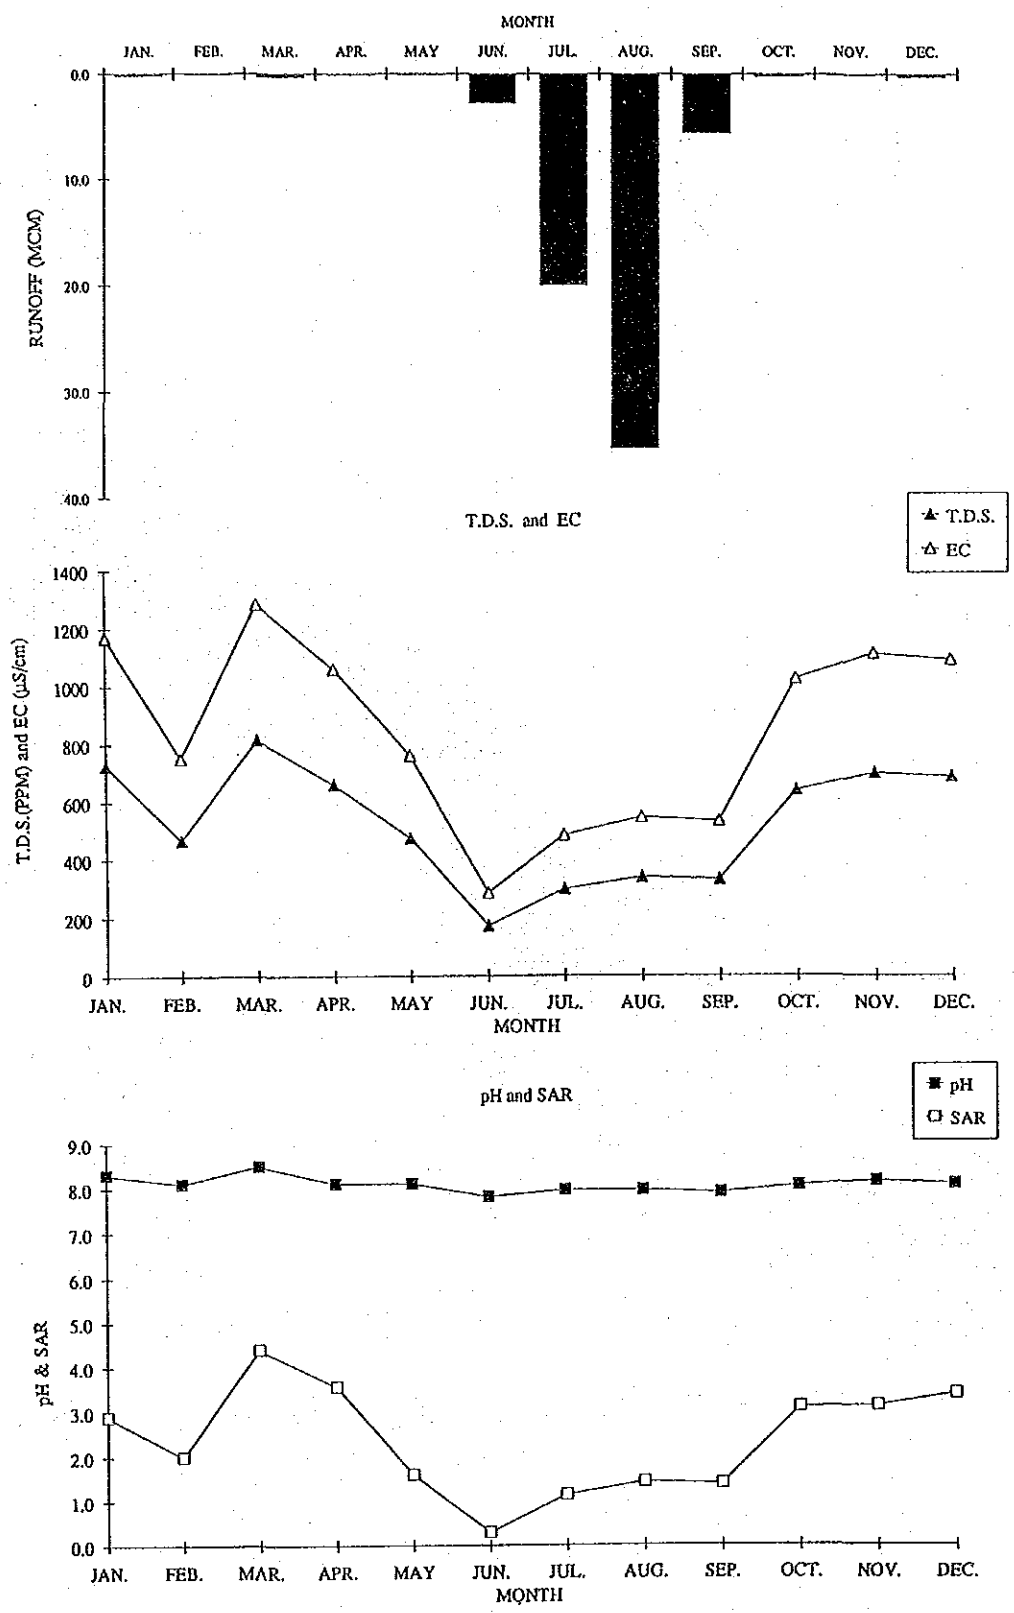 MONTH
JAN. FEB. MAR. APR. MAY JUN. JUL. AUG. SEP. OCT. NOV. DEC.
0.0
10.0
20.0
30.0
40.0
RUNOFF (MCM)
T.D.S. and EC
T.D.S.
EC
1400
1200
1000
800
600
400
200
0
T.D.S.(PPM) and EC (μS/cm)
JAN. FEB. MAR. APR. MAY JUN. JUL. AUG. SEP. OCT. NOV. DEC.
MONTH
pH and SAR
pH
SAR
9.0
8.0
7.0
6.0
5.0
4.0
3.0
2.0
1.0
0.0
pH & SAR
JAN. FEB. MAR. APR. MAY JUN. JUL. AUG. SEP. OCT. NOV. DEC.
MONTH